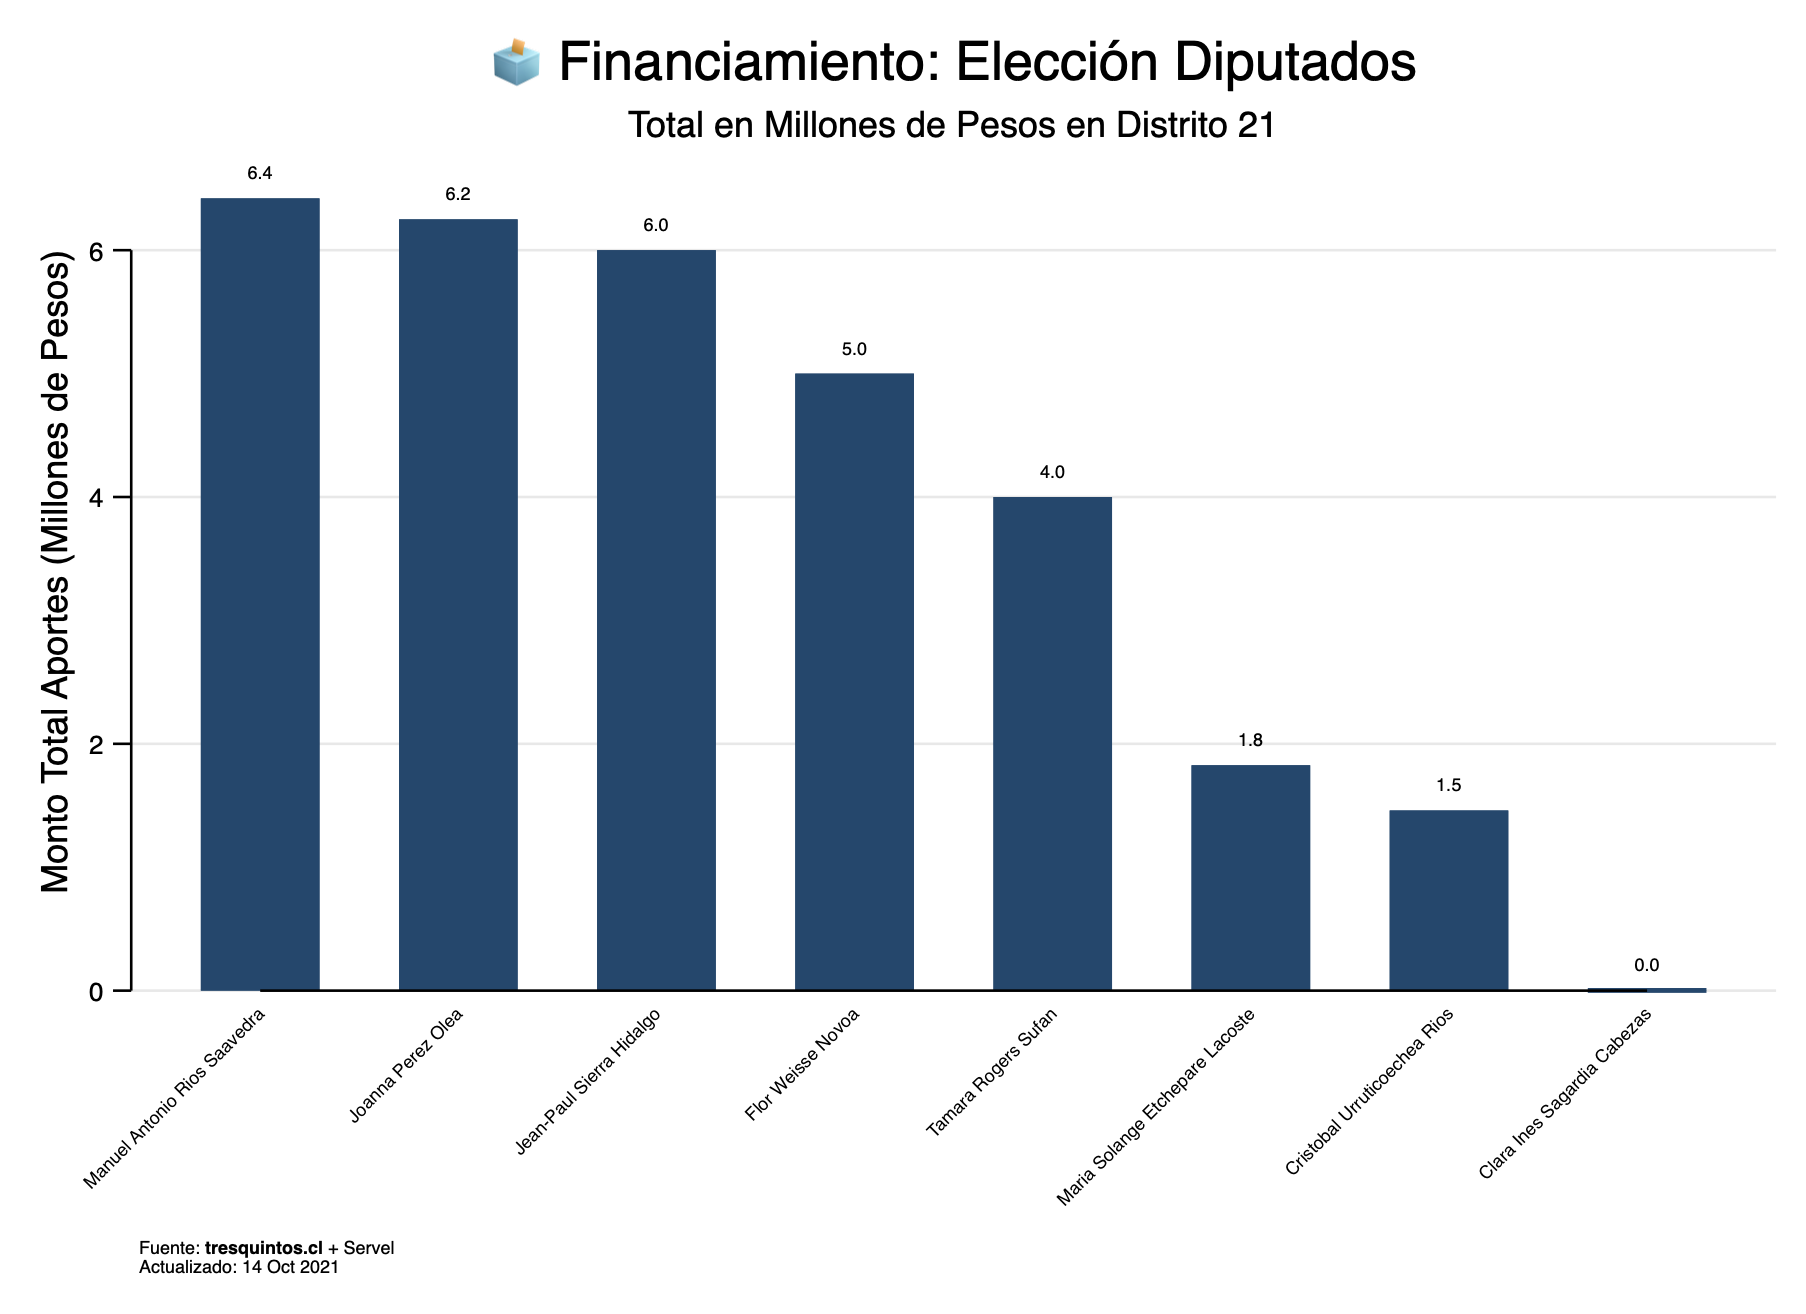 Financiamiento: Elección Diputados
Total en Millones de Pesos en Distrito 21
Monto Total Aportes (Millones de Pesos)
6
4
2
0
6.4
6.2
6.0
5.0
4.0
1.8
1.5
0.0
Manuel Antonio Rios Saavedra
Joanna Perez Olea
Jean-Paul Sierra Hidalgo
Flor Weisse Novoa
Tamara Rogers Sufan
Maria Solange Etchepare Lacoste
Cristobal Urruticoechea Rios
Clara Ines Sagardia Cabezas
Fuente: tresquintos.cl + Servel
Actualizado: 14 Oct 2021